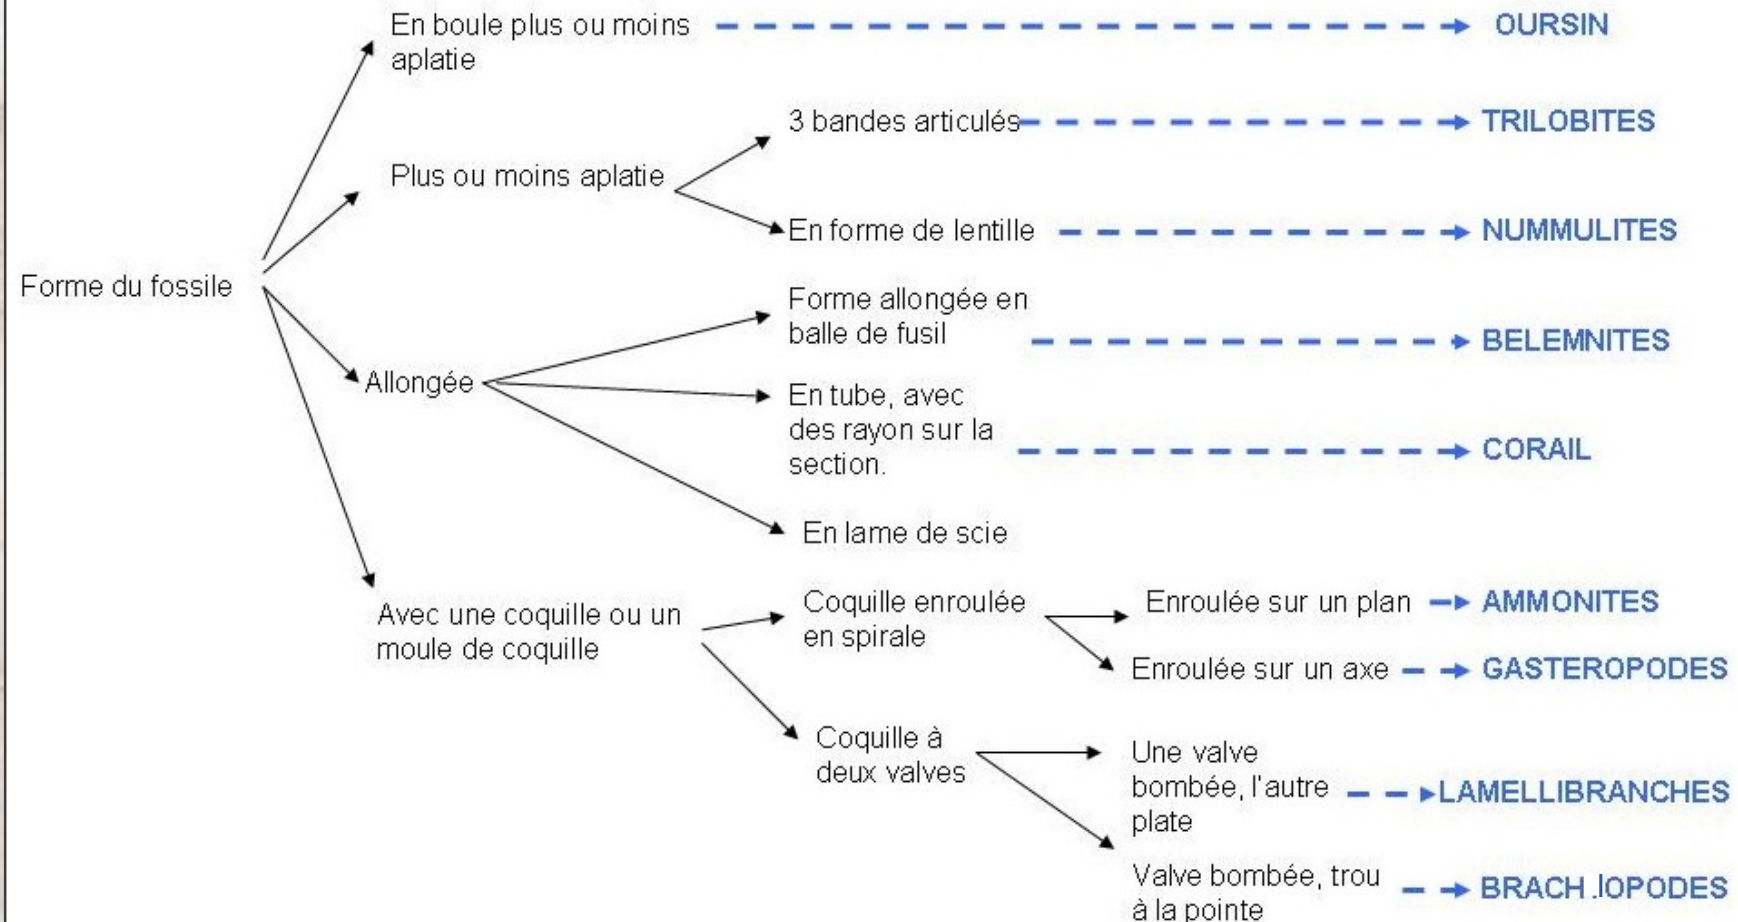 En boule plus ou moins
aplatie
OURSIN
3 bandes articulés
TRILOBITES
Plus ou moins aplatie
En forme de lentille
NUMMULITES
Forme du fossile
Forme allongée en
balle de fusil
BELEMNITES
Allongée
En tube, avec
des rayon sur la
section.
CORAIL
En lame de scie
Avec une coquille ou un
moule de coquille
Coquille enroulée
en spirale
Enroulée sur un plan
AMMONITES
Enroulée sur un axe
GASTEROPODES
Coquille à
deux valves
Une valve
bombée, l'autre
plate
LAMELLIBRANCHES
Valve bombée, trou
à la pointe
BRACHIOPODES